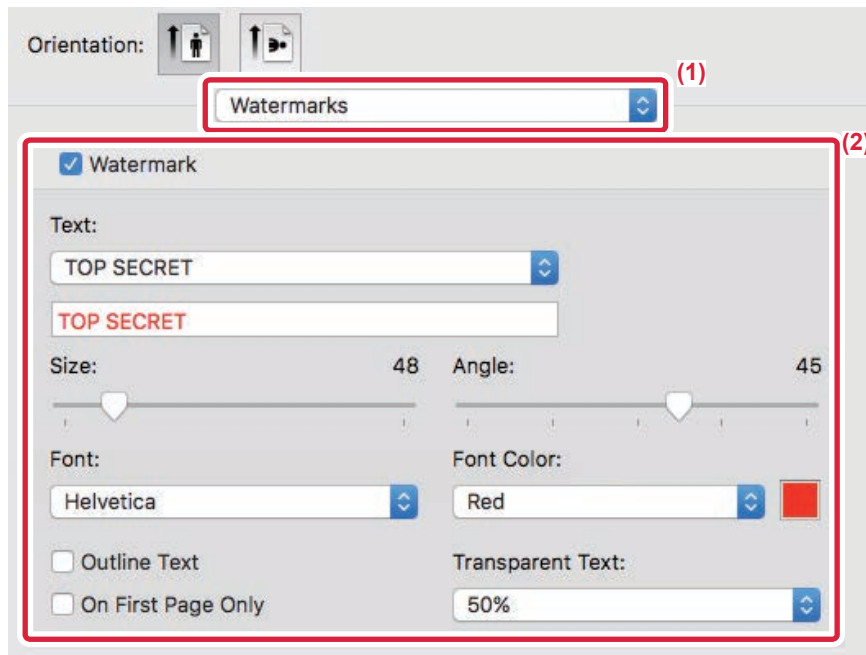 Orientation:
(1)
Watermarks
(2)
Watermark
Text:
TOP SECRET
TOP SECRET
Size: 48 Angle: 45
Font: Font Color:
Helvetica Red
Outline Text Transparent Text:
On First Page Only 50%